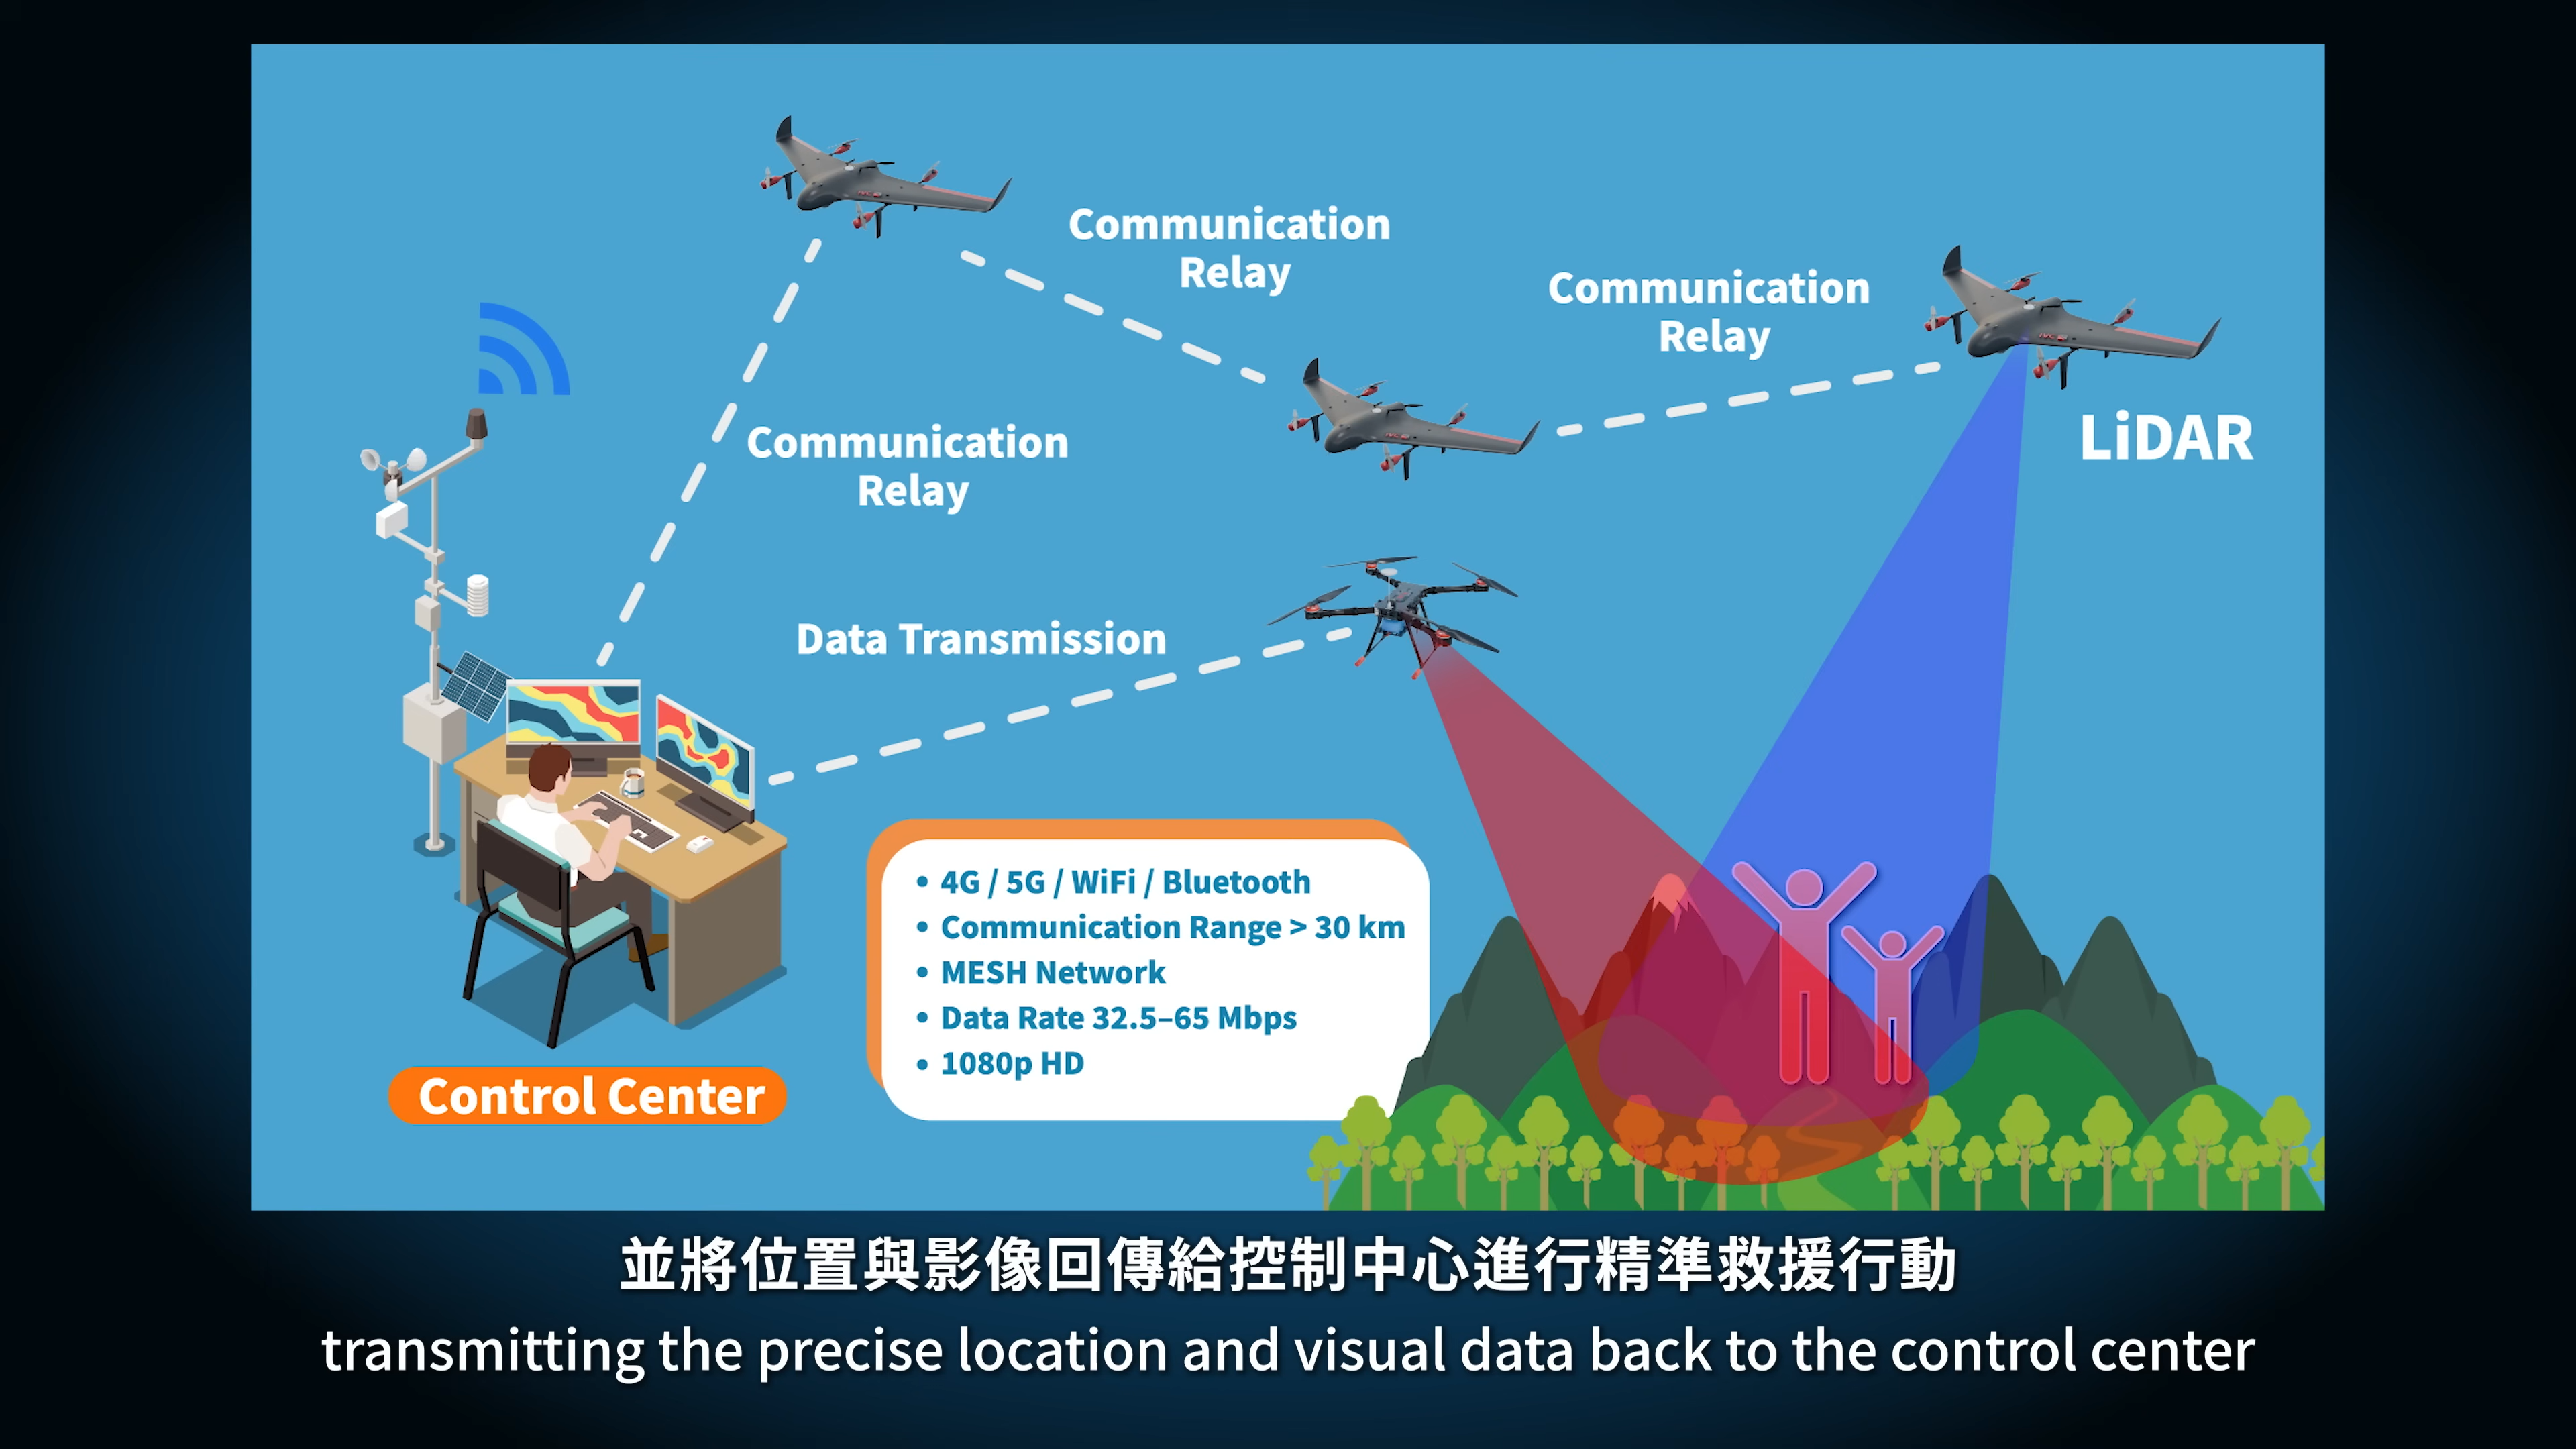 Communication
Relay
Communication
Relay
LiDAR
Communication
Relay
Data Transmission
• 4G / 5G / WiFi / Bluetooth
• Communication Range > 30 km
• MESH Network
• Data Rate 32.5–65 Mbps
• 1080p HD
Control Center
並將位置與影像回傳給控制中心進行精準救援行動
transmitting the precise location and visual data back to the control center